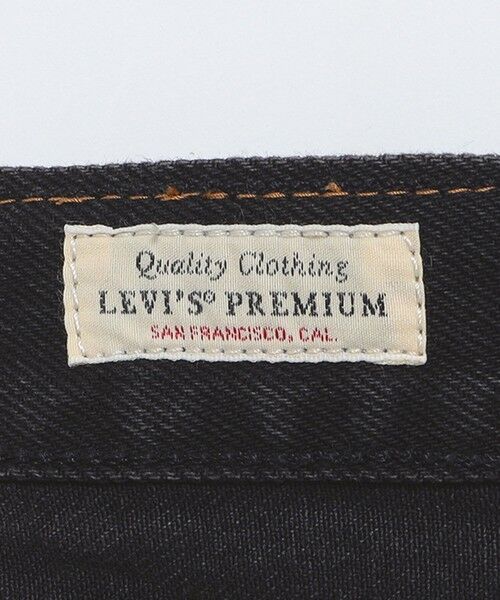 Quality Clothing
LEVI'S® PREMIUM
SAN FRANCISCO, CAL.